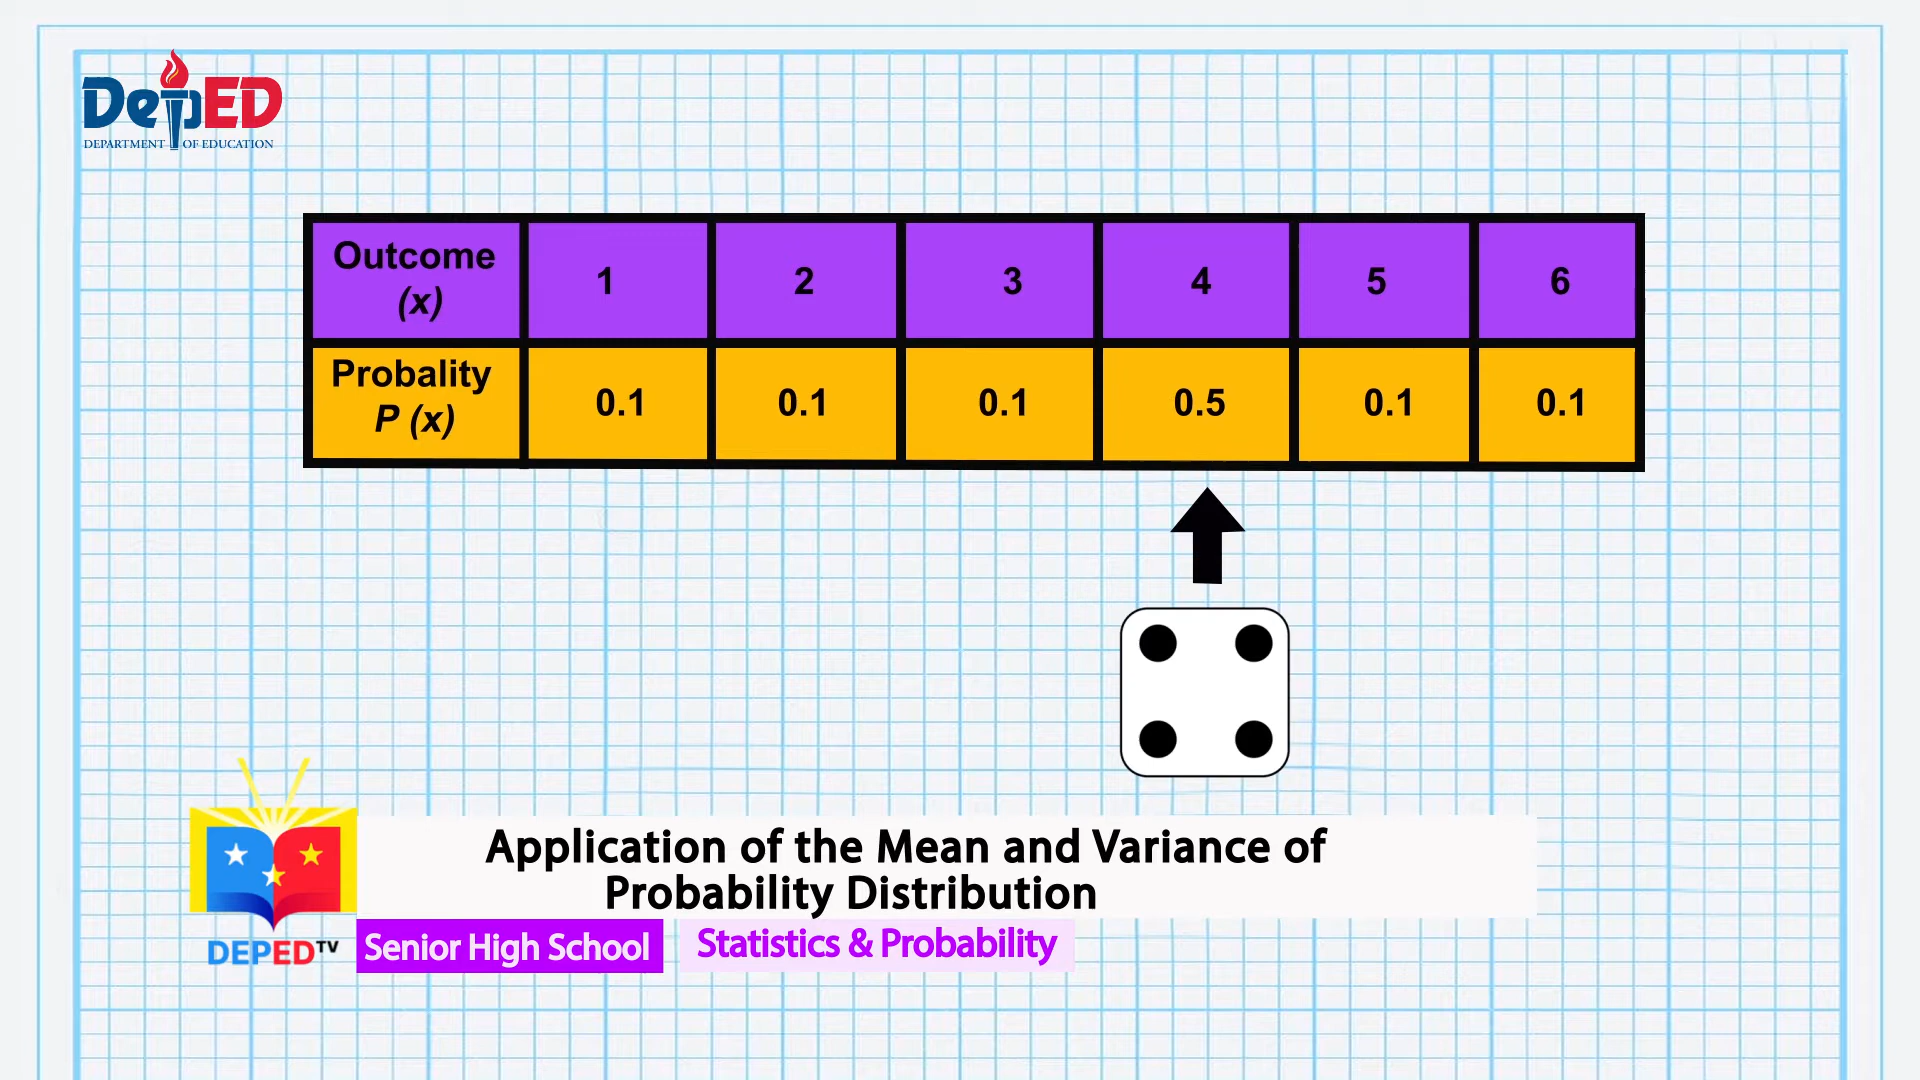 DepED
DEPARTMENT OF EDUCATION
Outcome (x) 1 2 3 4 5 6
Probality P (x) 0.1 0.1 0.1 0.5 0.1 0.1
Application of the Mean and Variance of
Probability Distribution
DEPED TV
Senior High School Statistics & Probability